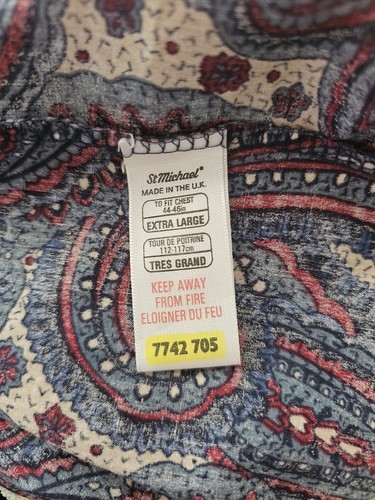 St Michael®
MADE IN THE U.K.
TO FIT CHEST
44-46in
EXTRA LARGE
TOUR DE POITRINE
112-117cm
TRES GRAND
KEEP AWAY
FROM FIRE
ELOIGNER DU FEU
7742 705